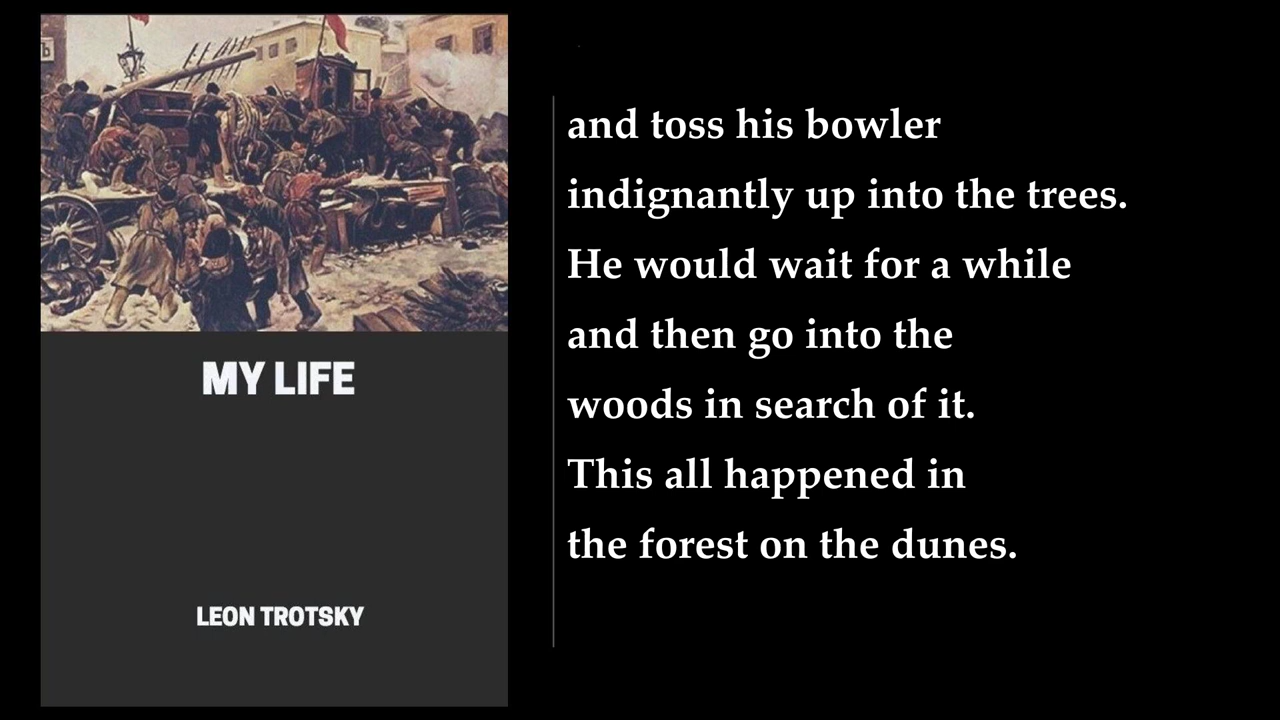 MY LIFE
LEON TROTSKY
and toss his bowler
indignantly up into the trees.
He would wait for a while
and then go into the
woods in search of it.
This all happened in
the forest on the dunes.